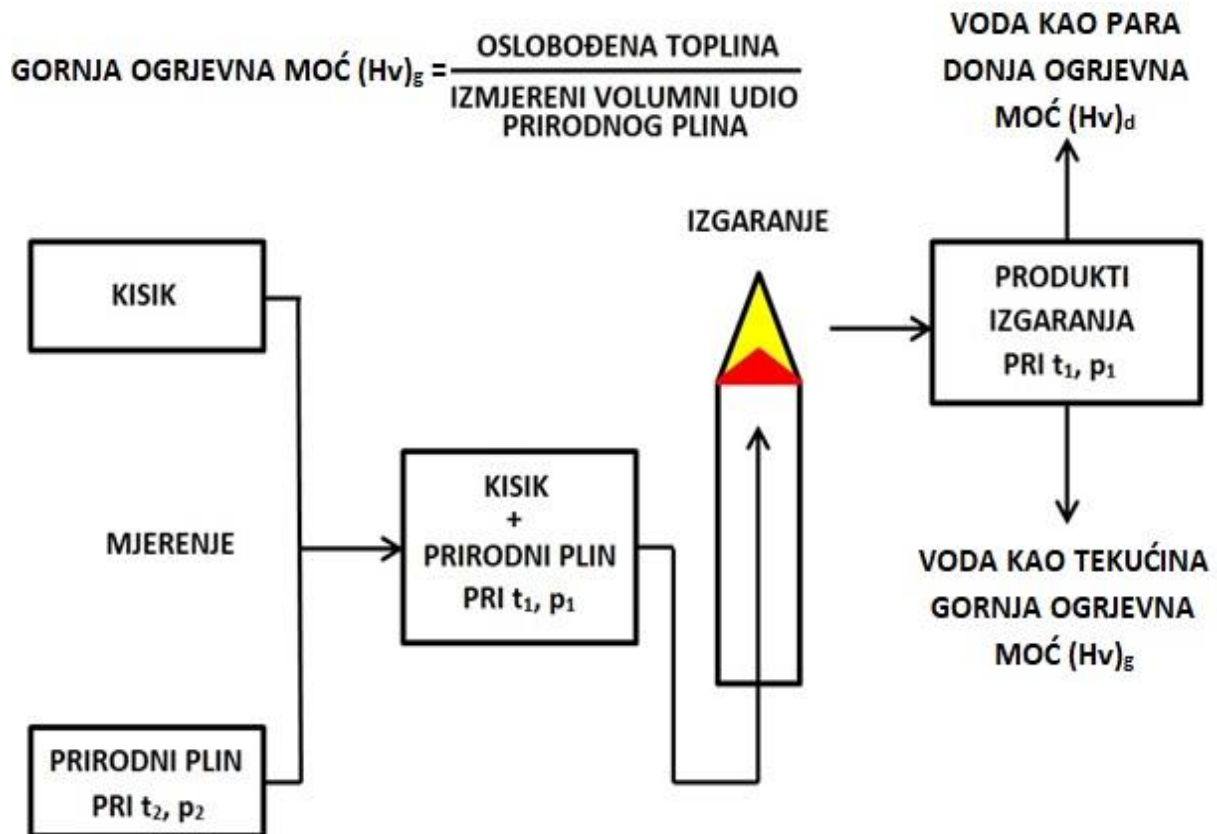 GORNJA OGRJEVNA MOĆ (Hv)g =
OSLOBOĐENA TOPLINA
IZMJERENI VOLUMNI UDIO
PRIRODNOG PLINA
VODA KAO PARA
DONJA OGRJEVNA
MOĆ (Hv)d
IZGARANJE
KISIK
PRODUKTI
IZGARANJA
PRI t₁, p₁
MJERENJE
KISIK
+
PRIRODNI PLIN
PRI t₁, p₁
VODA KAO TEKUĆINA
GORNJA OGRJEVNA
MOĆ (Hv)g
PRIRODNI PLIN
PRI t₂, p₂